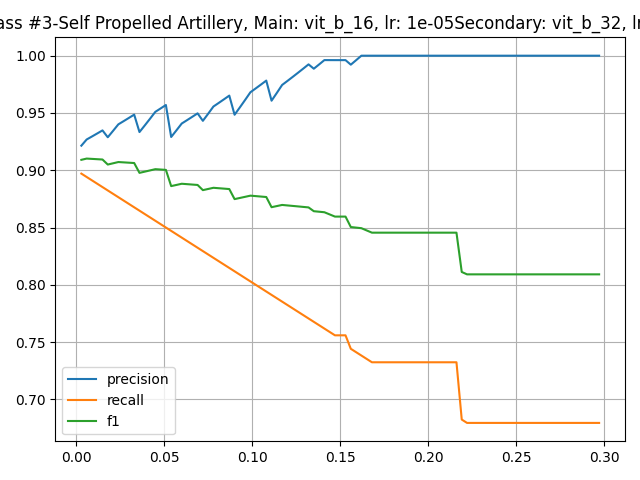 ass #3-Self Propelled Artillery, Main: vit_b_16, lr: 1e-05Secondary: vit_b_32, lr
1.00
0.95
0.90
0.85
0.80
0.75
0.70
precision
recall
f1
0.00 0.05 0.10 0.15 0.20 0.25 0.30